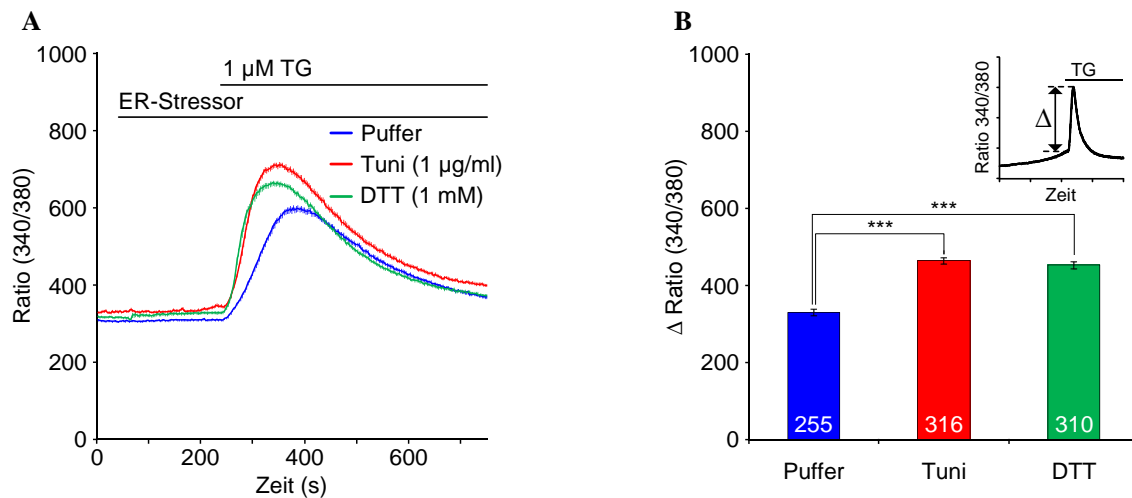 A
1000
800
600
400
200
0
0
200
400
600
Ratio (340/380)
Zeit (s)
1 µM TG
ER-Stressor
Puffer
Tuni (1 µg/ml)
DTT (1 mM)
B
1000
800
600
400
200
0
Δ Ratio (340/380)
***
***
255
316
310
Puffer
Tuni
DTT
TG
Δ
Ratio 340/380
Zeit